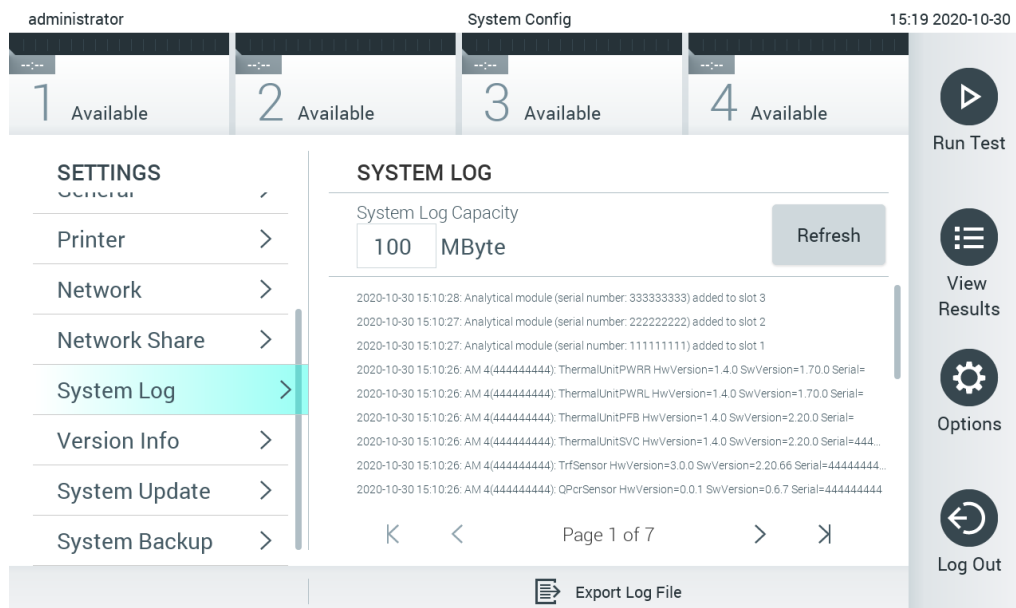 administrator
System Config
15:19 2020-10-30
--:--
1 Available
--:--
2 Available
--:--
3 Available
--:--
4 Available
SETTINGS
General
Printer
Network
Network Share
System Log
Version Info
System Update
System Backup
SYSTEM LOG
System Log Capacity
100 MByte
Refresh
2020-10-30 15:10:28: Analytical module (serial number: 333333333) added to slot 3
2020-10-30 15:10:27: Analytical module (serial number: 222222222) added to slot 2
2020-10-30 15:10:27: Analytical module (serial number: 111111111) added to slot 1
2020-10-30 15:10:26: AM 4(444444444): ThermalUnitPWRR HwVersion=1.4.0 SwVersion=1.70.0 Serial=
2020-10-30 15:10:26: AM 4(444444444): ThermalUnitPWRL HwVersion=1.4.0 SwVersion=1.70.0 Serial=
2020-10-30 15:10:26: AM 4(444444444): ThermalUnitPFB HwVersion=1.4.0 SwVersion=2.20.0 Serial=
2020-10-30 15:10:26: AM 4(444444444): ThermalUnitSVC HwVersion=1.4.0 SwVersion=2.20.0 Serial=444...
2020-10-30 15:10:26: AM 4(444444444): TrfSensor HwVersion=3.0.0 SwVersion=2.20.66 Serial=44444444...
2020-10-30 15:10:26: AM 4(444444444): QPcrSensor HwVersion=0.0.1 SwVersion=0.6.7 Serial=444444444
Page 1 of 7
Export Log File
Run Test
View
Results
Options
Log Out